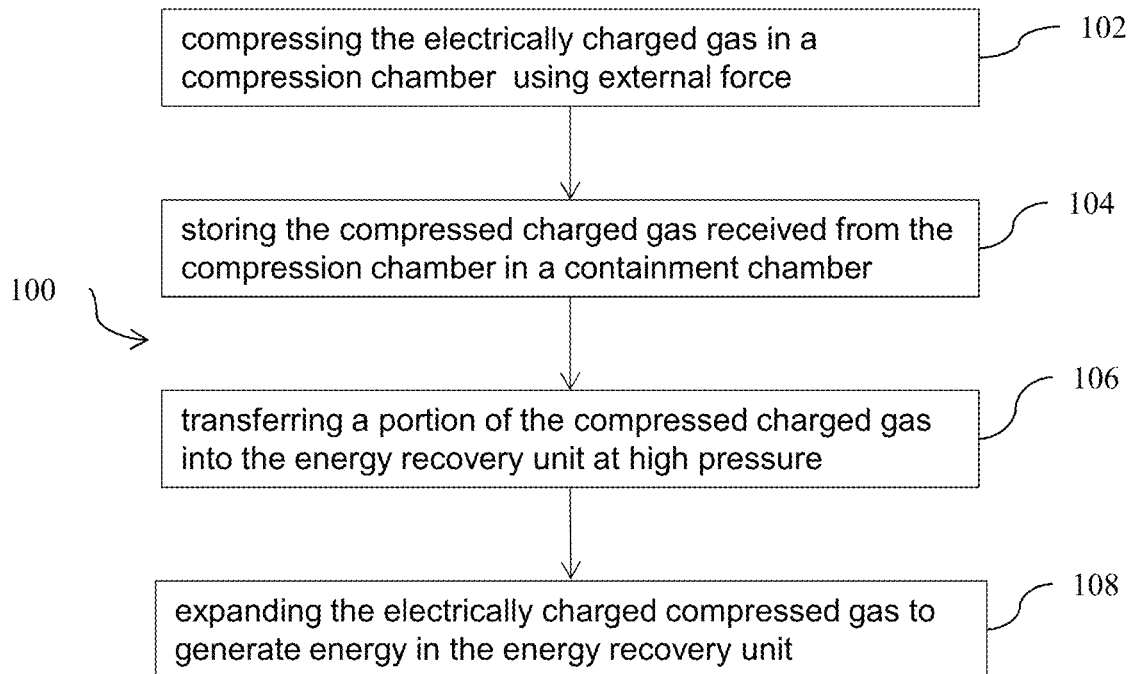 compressing the electrically charged gas in a
compression chamber using external force
102
storing the compressed charged gas received from the
compression chamber in a containment chamber
104
100
transferring a portion of the compressed charged gas
into the energy recovery unit at high pressure
106
expanding the electrically charged compressed gas to
generate energy in the energy recovery unit
108